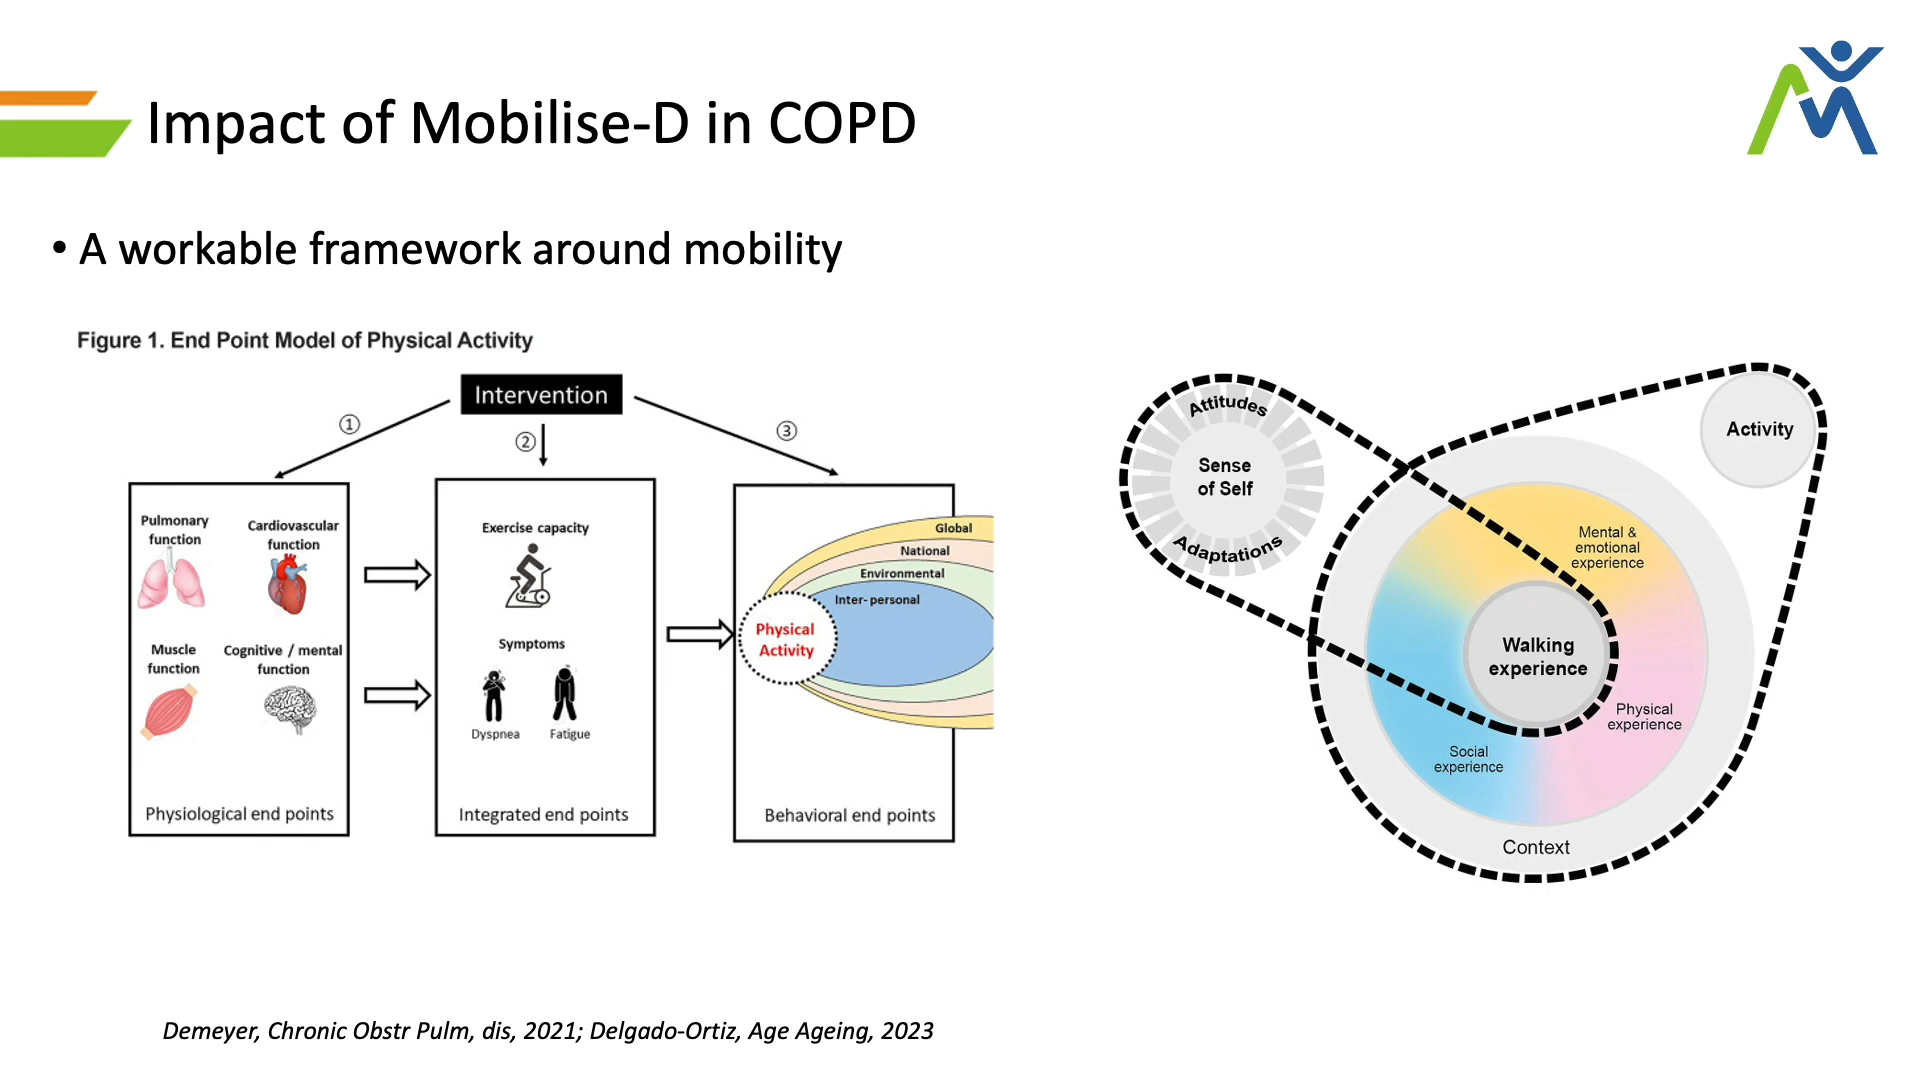 Impact of Mobilise-D in COPD
• A workable framework around mobility
Figure 1. End Point Model of Physical Activity
Intervention
①
②
③
Pulmonary
function
Cardiovascular
function
Muscle
function
Cognitive / mental
function
Physiological end points
Exercise capacity
Symptoms
Dyspnea
Fatigue
Integrated end points
Global
National
Environmental
Inter- personal
Physical
Activity
Behavioral end points
Attitudes
Sense
of Self
Adaptations
Activity
Mental &
emotional
experience
Walking
experience
Physical
experience
Social
experience
Context
Demeyer, Chronic Obstr Pulm, dis, 2021; Delgado-Ortiz, Age Ageing, 2023